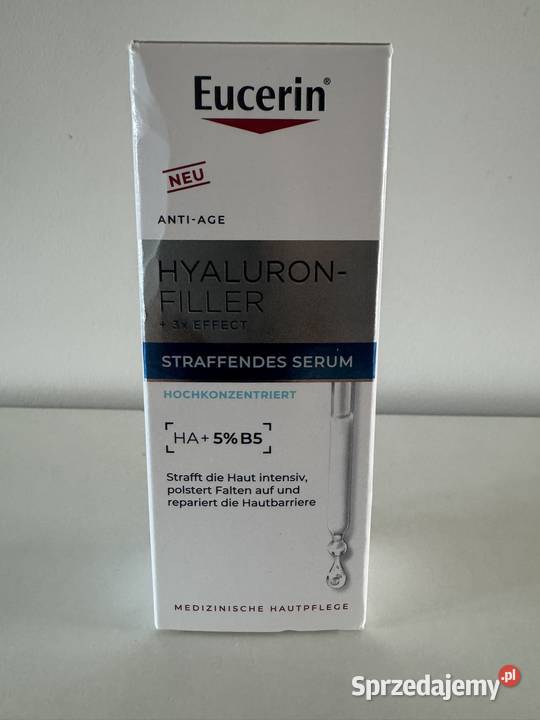 Eucerin®
NEU
ANTI-AGE
HYALURON-
FILLER
+ 3x EFFECT
STRAFFENDES SERUM
HOCHKONZENTRIERT
HA + 5% B5
Strafft die Haut intensiv,
polstert Falten auf und
repariert die Hautbarriere
MEDIZINISCHE HAUTPFLEGE
Sprzedajemy.pl